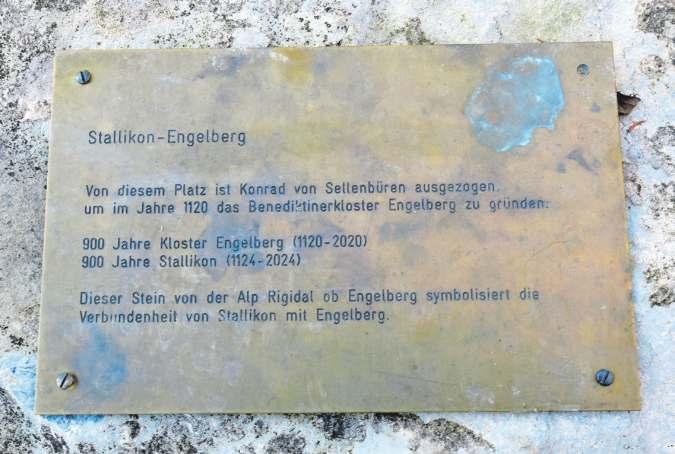 Stallikon-Engelberg
Von diesem Platz ist Konrad von Sellenbüren ausgezogen,
um im Jahre 1120 das Benediktinerkloster Engelberg zu gründen.
900 Jahre Kloster Engelberg (1120-2020)
900 Jahre Stallikon (1124-2024)
Dieser Stein von der Alp Rigidal ob Engelberg symbolisiert die
Verbundenheit von Stallikon mit Engelberg.